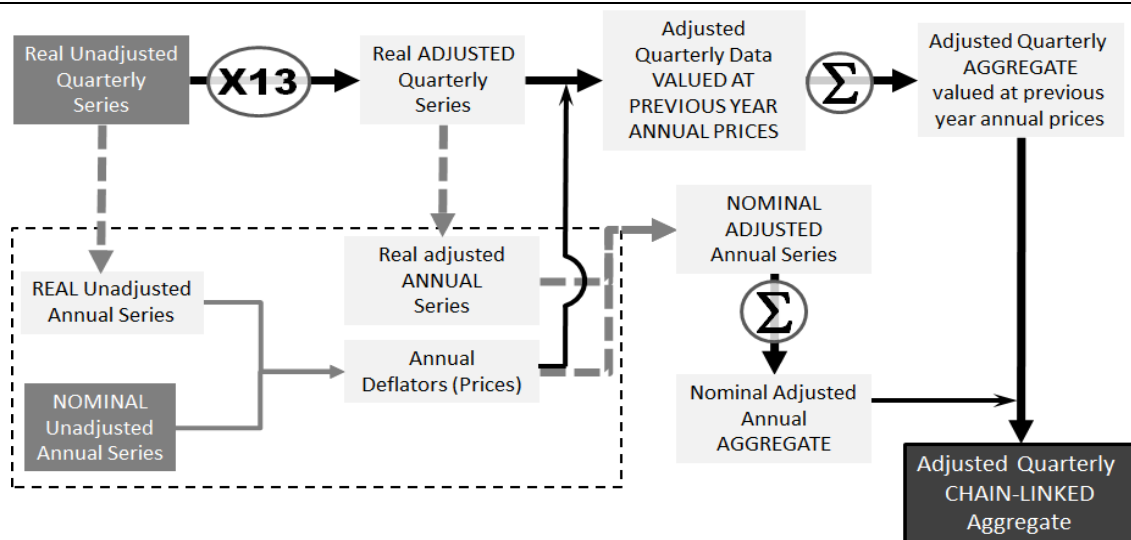 Real Unadjusted
Quarterly
Series
X13
Real ADJUSTED
Quarterly
Series
Adjusted
Quarterly Data
VALUED AT
PREVIOUS YEAR
ANNUAL PRICES
Σ
Adjusted Quarterly
AGGREGATE
valued at previous
year annual prices
REAL Unadjusted
Annual Series
Real adjusted
ANNUAL
Series
NOMINAL
ADJUSTED
Annual Series
Σ
NOMINAL
Unadjusted
Annual Series
Annual
Deflators (Prices)
Nominal Adjusted
Annual
AGGREGATE
Adjusted Quarterly
CHAIN-LINKED
Aggregate